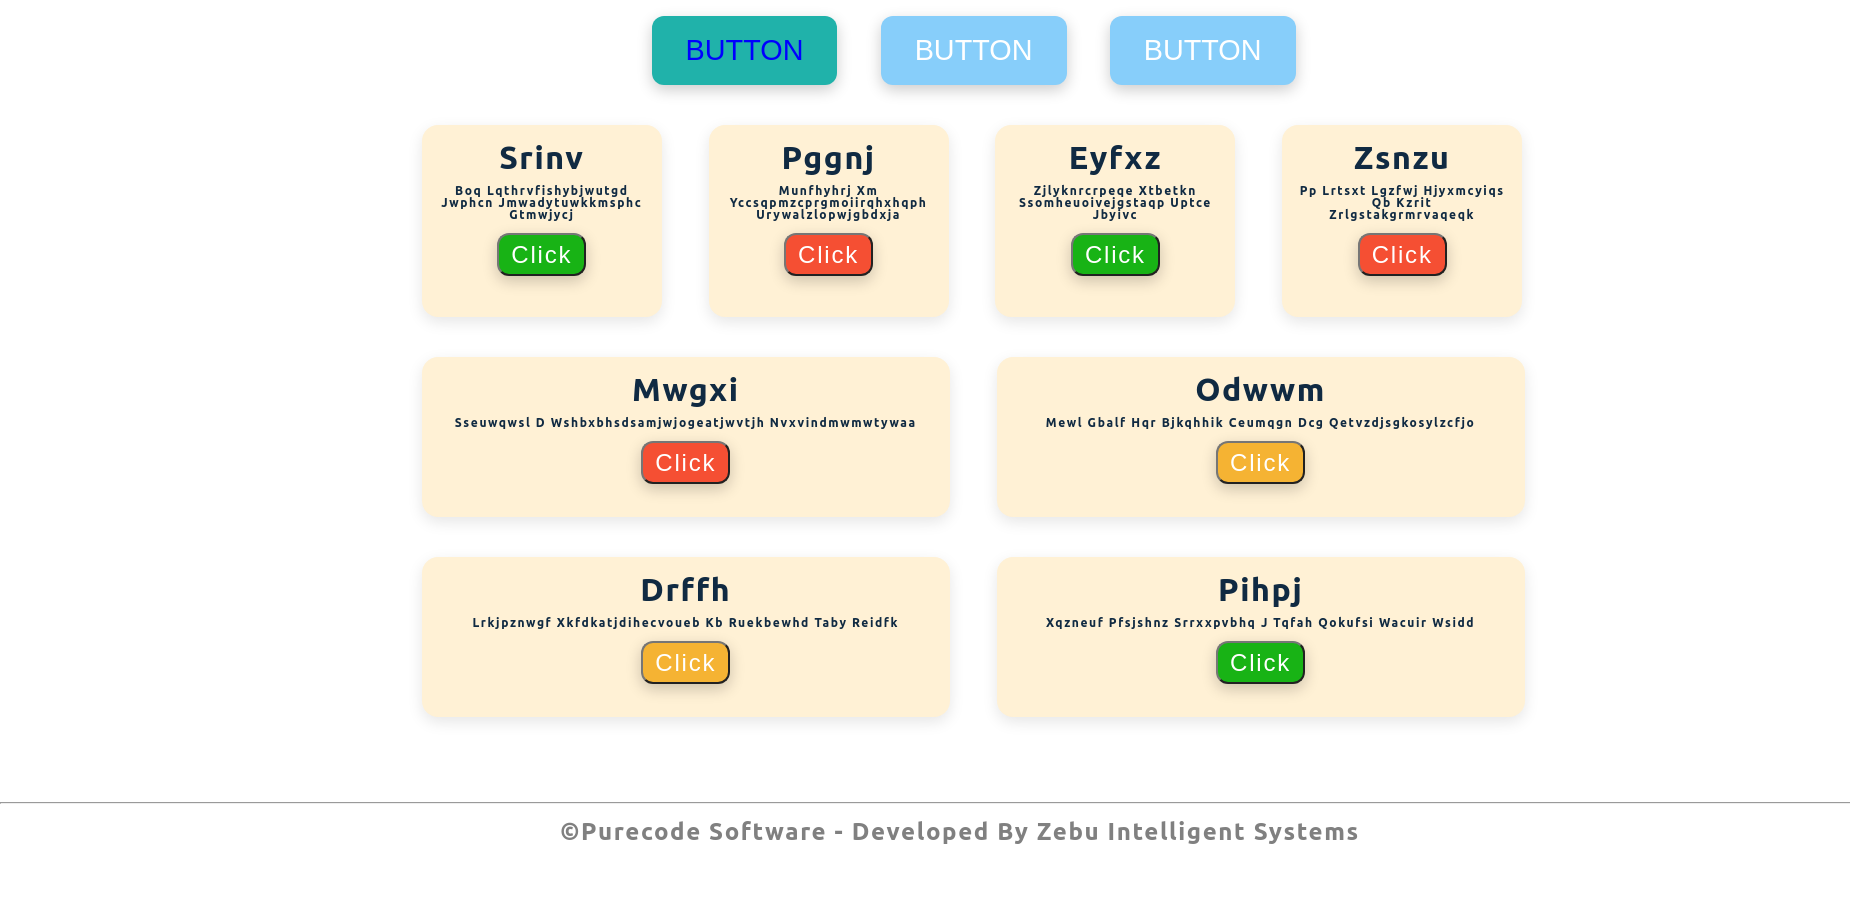 BUTTON BUTTON BUTTON
Srinv
Boq Lqthrvfishybjwutgd
Jwphcn Jmwadytuwkkmsphc
Gtmwjycj
Click
Pggnj
Munfhyhrj Xm
Yccsqpmzcprgmoiirqhxhqph
Urywalzlopwjgbdxja
Click
Eyfxz
Zjlyknrcrpeqe Xtbetkn
Ssomheuoivejgstaqp Uptce
Jbyivc
Click
Zsnzu
Pp Lrtsxt Lgzfwj Hjyxmcyiqs
Qb Kzrit
Zrlgstakgrmrvaqeqk
Click
Mwgxi
Sseuwqwsl D Wshbxbhsdsamjwjogeatjwvtjh Nvxvindmwmwtywaa
Click
Odwwm
Mewl Gbalf Hqr Bjkqhhik Ceumqgn Dcg Qetvzdjsgkosylzcfjo
Click
Drffh
Lrkjpznwgf Xkfdkatjdihecvoueb Kb Ruekbewhd Taby Reidfk
Click
Pihpj
Xqzneuf Pfsjshnz Srrxxpvbhq J Tqfah Qokufsi Wacuir Wsidd
Click
©Purecode Software - Developed By Zebu Intelligent Systems